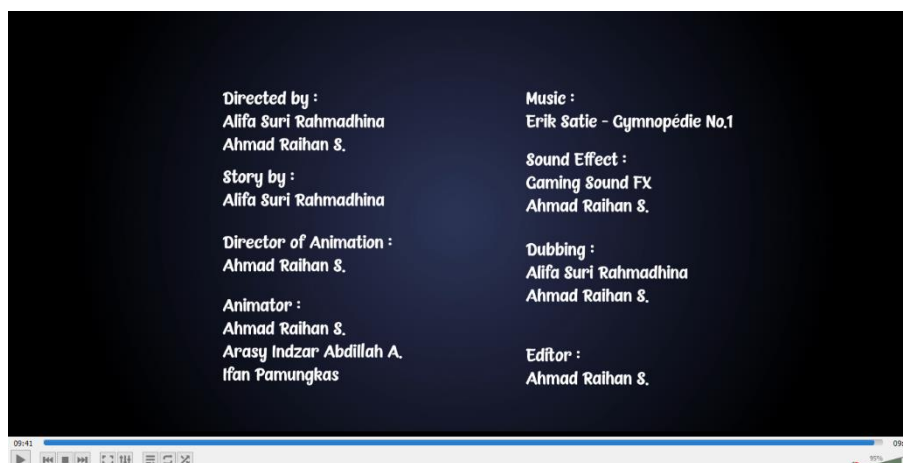 Directed by :
Alifa Suri Rahmadhina
Ahmad Raihan S.
Story by :
Alifa Suri Rahmadhina
Director of Animation :
Ahmad Raihan S.
Animator :
Ahmad Raihan S.
Arasy Indzar Abdillah A.
Ifan Pamungkas
Music :
Erik Satie - Gymnopédie No.1
Sound Effect :
Gaming Sound FX
Ahmad Raihan S.
Dubbing :
Alifa Suri Rahmadhina
Ahmad Raihan S.
Editor :
Ahmad Raihan S.
09:41
95%